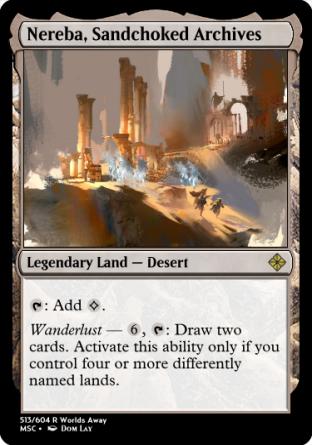 Nereba, Sandchoked Archives
Legendary Land — Desert
: Add .
Wanderlust — 6, : Draw two
cards. Activate this ability only if you
control four or more differently
named lands.
513/604 R Worlds Away
MSC • Dom Lay